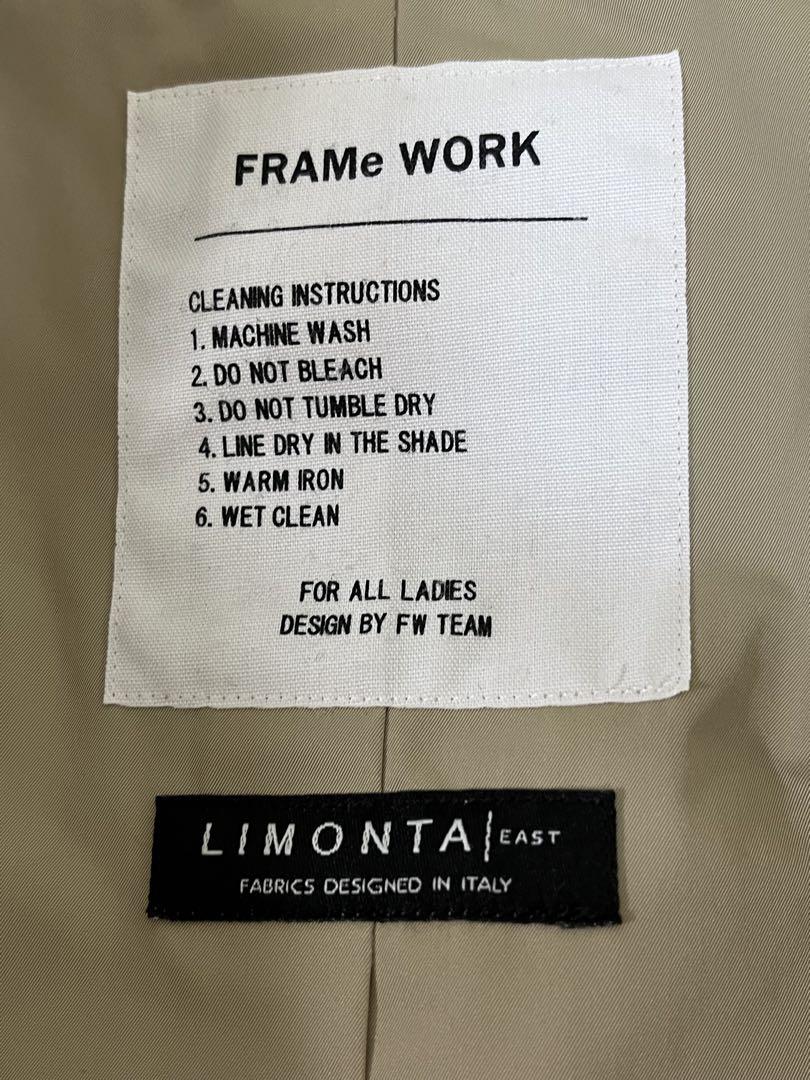 FRAMe WORK
CLEANING INSTRUCTIONS
1. MACHINE WASH
2. DO NOT BLEACH
3. DO NOT TUMBLE DRY
4. LINE DRY IN THE SHADE
5. WARM IRON
6. WET CLEAN
FOR ALL LADIES
DESIGN BY FW TEAM
LIMONTA EAST
FABRICS DESIGNED IN ITALY